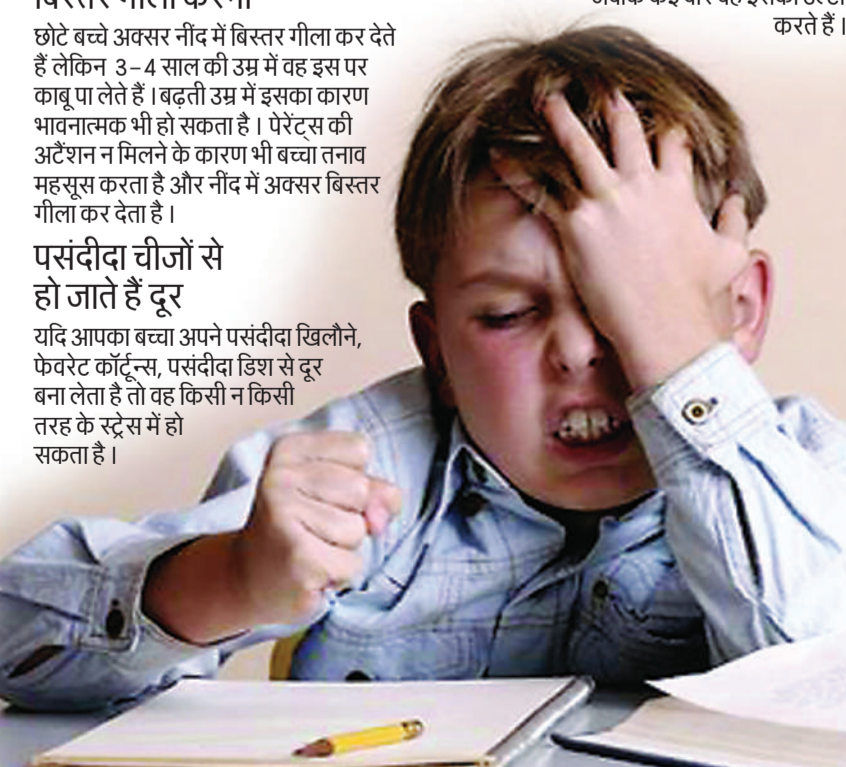 बिस्तर गीला करना
छोटे बच्चे अक्सर नींद में बिस्तर गीला कर देते
हैं लेकिन 3-4 साल की उम्र में वह इस पर
काबू पा लेते हैं । बढ़ती उम्र में इसका कारण
भावनात्मक भी हो सकता है । पेरेंट्स की
अटैंशन न मिलने के कारण भी बच्चा तनाव
महसूस करता है और नींद में अक्सर बिस्तर
गीला कर देता है ।
पसंदीदा चीजों से
हो जाते हैं दूर
यदि आपका बच्चा अपने पसंदीदा खिलौने,
फेवरेट कॉर्टून्स, पसंदीदा डिश से दूर
बना लेता है तो वह किसी न किसी
तरह के स्ट्रेस में हो
सकता है ।
करते हैं ।